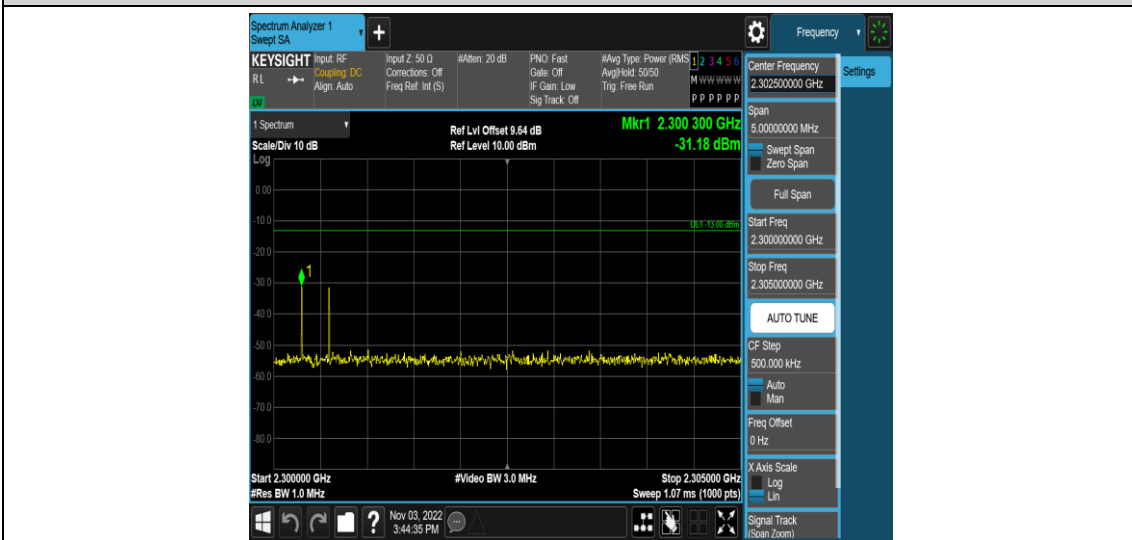 Spectrum Analyzer 1
Swept SA
Frequency
KEYSIGHT
RL
LNI
Input: RF
Coupling: DC
Align: Auto
Input Z: 50 Ω
Corrections: Off
Freq Ref: Int (S)
#Atten: 20 dB
PNO: Fast
Gate: Off
IF Gain: Low
Sig Track: Off
#Avg Type: Power (RMS
Avg|Hold: 50/50
Trig: Free Run
1 2 3 4 5 6
M W W W W W
P P P P P P
1 Spectrum
Ref Lvl Offset 9.64 dB
Mkr1 2.300 300 GHz
Scale/Div 10 dB
Ref Level 10.00 dBm
-31.18 dBm
Log
0.00
-10.0
DL1 -13.00 dBm
-20.0
1
-30.0
-40.0
-50.0
-60.0
-70.0
-80.0
Start 2.300000 GHz
#Video BW 3.0 MHz
Stop 2.305000 GHz
#Res BW 1.0 MHz
Sweep 1.07 ms (1000 pts)
Nov 03, 2022
3:44:35 PM
Center Frequency
2.302500000 GHz
Settings
Span
5.00000000 MHz
Swept Span
Zero Span
Full Span
Start Freq
2.300000000 GHz
Stop Freq
2.305000000 GHz
AUTO TUNE
CF Step
500.000 kHz
Auto
Man
Freq Offset
0 Hz
X Axis Scale
Log
Lin
Signal Track
(Span Zoom)